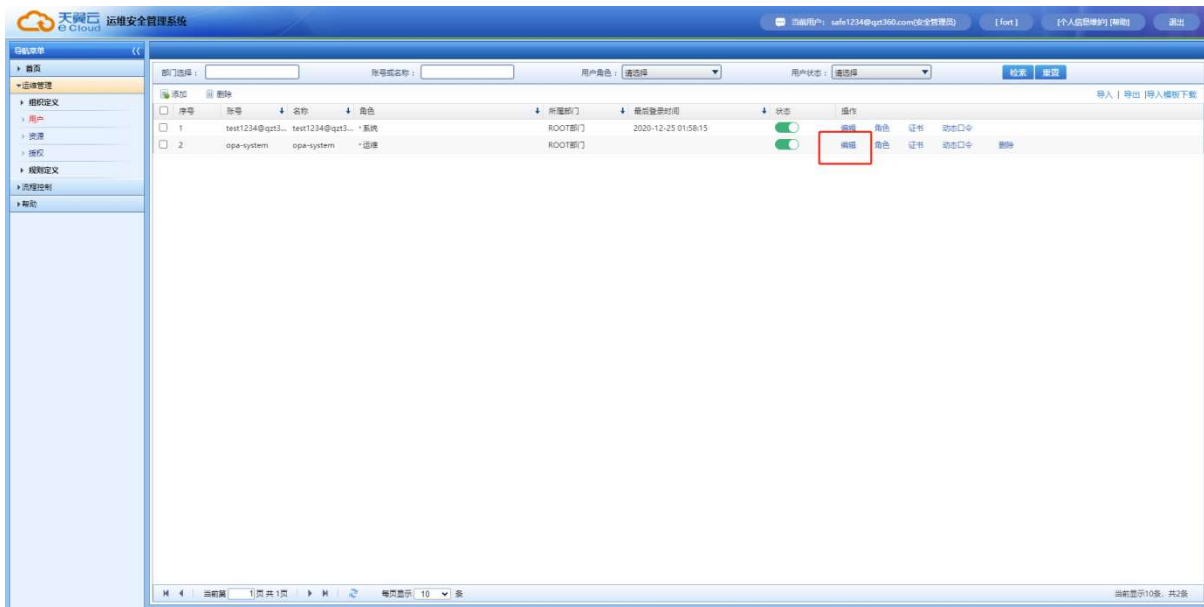 天翼云 e Cloud 运维安全管理系统 当前用户：safe1234@qzt360.com(安全管理员) [fort] [个人信息维护] [帮助] 退出
导航菜单
首页
运维管理
组织定义
用户
资源
授权
规则定义
流程控制
帮助
部门选择： 账号或名称： 用户角色： 请选择 用户状态： 请选择 检索 重置
添加 删除 导入 | 导出 |导入模板下载
序号 账号 名称 角色 所属部门 最后登录时间 状态 操作
1 test1234@qzt3... test1234@qzt3... 系统 ROOT部门 2020-12-25 01:58:15 编辑 角色 证书 动态口令
2 opa-system opa-system 运维 ROOT部门 编辑 角色 证书 动态口令 删除
当前第 1 页 共 1页 每页显示 10 条 当前显示10条，共2条